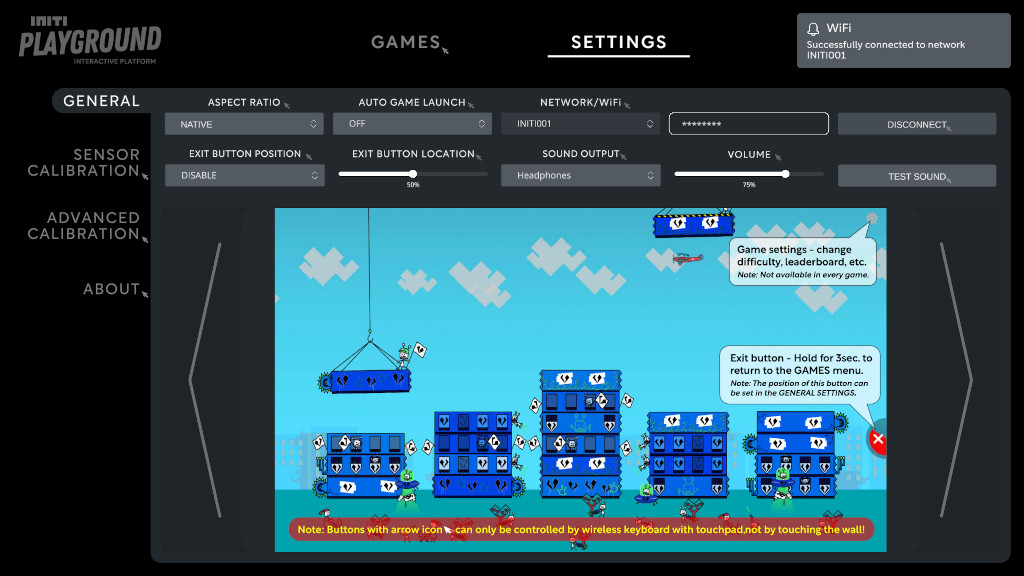 INITI
PLAYGROUND
INTERACTIVE PLATFORM
GAMES
SETTINGS
WiFi
Successfully connected to network
INITI001
GENERAL
SENSOR
CALIBRATION
ADVANCED
CALIBRATION
ABOUT
ASPECT RATIO
AUTO GAME LAUNCH
NETWORK/WiFi
NATIVE
OFF
INITI001
********
DISCONNECT
EXIT BUTTON POSITION
EXIT BUTTON LOCATION
SOUND OUTPUT
VOLUME
DISABLE
50%
Headphones
75%
TEST SOUND
Game settings - change
difficulty, leaderboard, etc.
Note: Not available in every game.
Exit button - Hold for 3sec. to
return to the GAMES menu.
Note: The position of this button can
be set in the GENERAL SETTINGS.
Note: Buttons with arrow icon can only be controlled by wireless keyboard with touchpad,not by touching the wall!